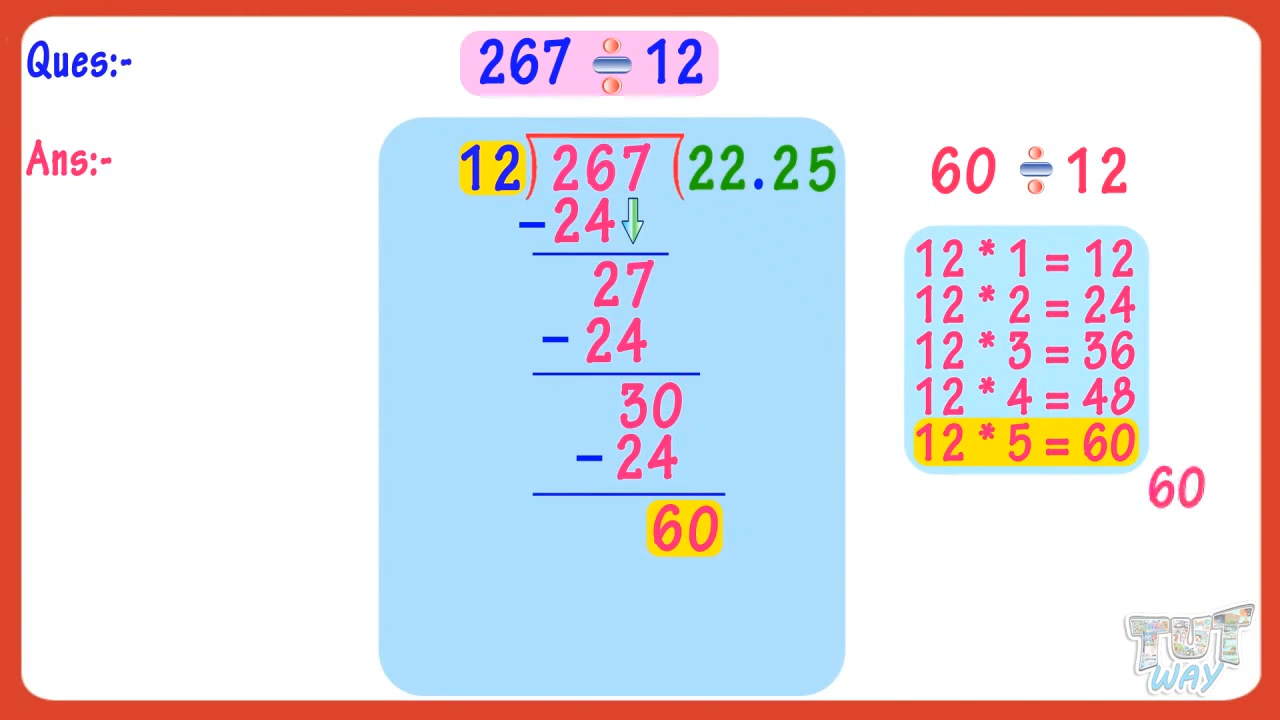 Ques:- 267 ÷ 12
Ans:-
12) 267 (22.25
-24
27
- 24
30
- 24
60
60 ÷ 12
12 * 1 = 12
12 * 2 = 24
12 * 3 = 36
12 * 4 = 48
12 * 5 = 60
60
TUT
WAY